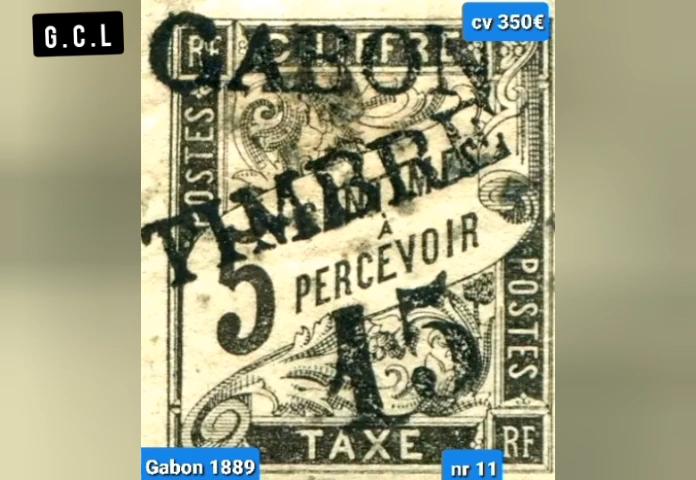 G.C.L
cv 350€
RF CHIFFRE
GABON
POSTES
TIMBRE
5
À
PERCEVOIR
15
POSTES
TAXE
RF
Gabon 1889
nr 11